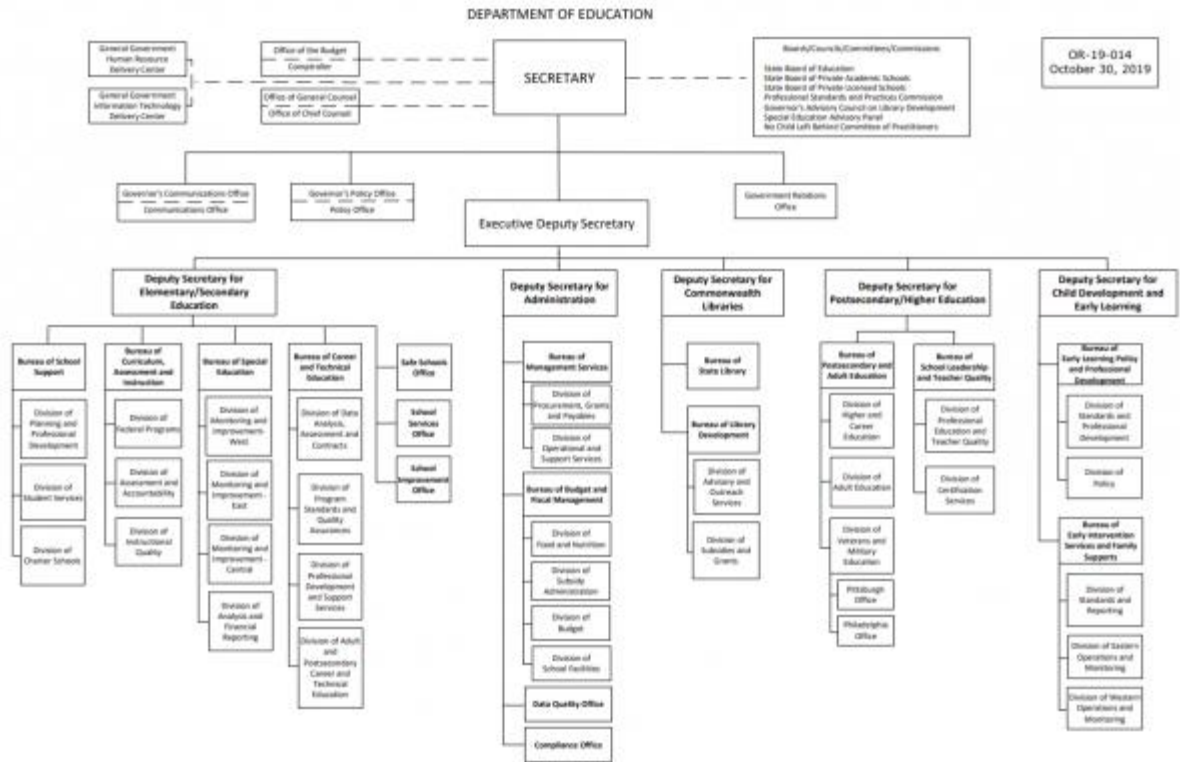 DEPARTMENT OF EDUCATION
General Government
Human Resource
Delivery Center
General Government
Information Technology
Delivery Center
Office of the Budget
Comptroller
Office of General Counsel
Office of Chief Counsel
SECRETARY
Boards/Councils/Committees/Commissions
State Board of Education
State Board of Private Academic Schools
State Board of Private Licensed Schools
Professional Standards and Practices Commission
Governor's Advisory Council on Library Development
Special Education Advisory Panel
No Child Left Behind Committee of Practitioners
OR-19-014
October 30, 2019
Governor's Communications Office
Communications Office
Governor's Policy Office
Policy Office
Government Relations
Office
Executive Deputy Secretary
Deputy Secretary for
Elementary/Secondary
Education
Bureau of School
Support
Division of
Planning and
Professional
Development
Division of
Student Services
Division of
Charter Schools
Bureau of
Curriculum,
Assessment and
Instruction
Division of
Federal Programs
Division of
Assessment and
Accountability
Division of
Instructional
Quality
Bureau of Special
Education
Division of
Monitoring and
Improvement-
West
Division of
Monitoring and
Improvement -
East
Division of
Monitoring and
Improvement -
Central
Division of
Analysis and
Financial
Reporting
Bureau of Career
and Technical
Education
Division of Data
Analysis,
Assessment and
Contracts
Division of
Program
Standards and
Quality
Assurances
Division of
Professional
Development
and Support
Services
Division of Adult
and
Postsecondary
Career and
Technical
Education
Safe Schools
Office
School
Services
Office
School
Improvement
Office
Deputy Secretary for
Administration
Bureau of
Management Services
Division of
Procurement, Grants
and Payables
Division of
Operational and
Support Services
Bureau of Budget and
Fiscal Management
Division of
Food and Nutrition
Division of
Subsidy
Administration
Division of
Budget
Division of
School Facilities
Data Quality Office
Compliance Office
Deputy Secretary for
Commonwealth
Libraries
Bureau of
State Library
Bureau of Library
Development
Division of
Advisory and
Outreach
Services
Division of
Subsidies and
Grants
Deputy Secretary for
Postsecondary/Higher Education
Bureau of
Postsecondary and
Adult Education
Division of
Higher and
Career
Education
Division of
Adult Education
Division of
Veterans and
Military
Education
Pittsburgh
Office
Philadelphia
Office
Bureau of
School Leadership
and Teacher Quality
Division of
Professional
Education and
Teacher Quality
Division of
Certification
Services
Deputy Secretary for
Child Development and
Early Learning
Bureau of
Early Learning Policy
and Professional
Development
Division of
Standards and
Professional
Development
Division of
Policy
Bureau of
Early Intervention
Services and Family
Supports
Division of
Standards and
Reporting
Division of Eastern
Operations and
Monitoring
Division of Western
Operations and
Monitoring